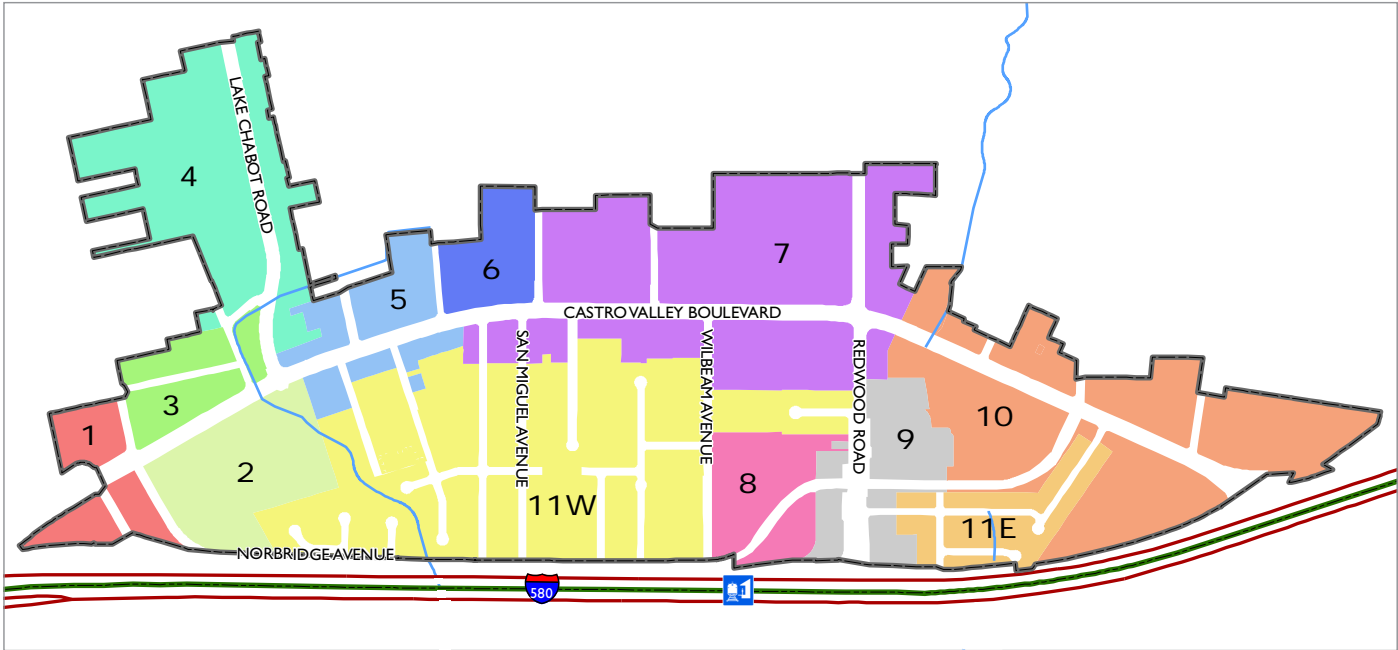 LAKE CHABOT ROAD
4
7
6
5
CASTRO VALLEY BOULEVARD
SAN MIGUEL AVENUE
WILBEAM AVENUE
REDWOOD ROAD
3
1
10
9
2
8
11W
11E
NORBRIDGE AVENUE
580